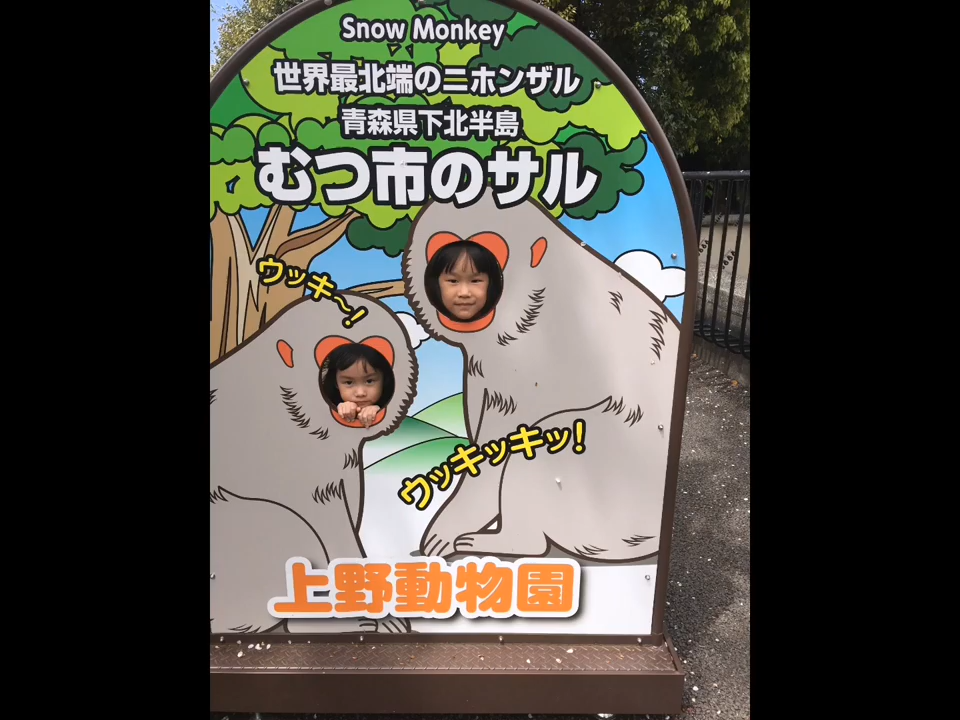 Snow Monkey
世界最北端のニホンザル
青森県下北半島
むつ市のサル
ウッキ～!
ウッキッキッ!
上野動物園